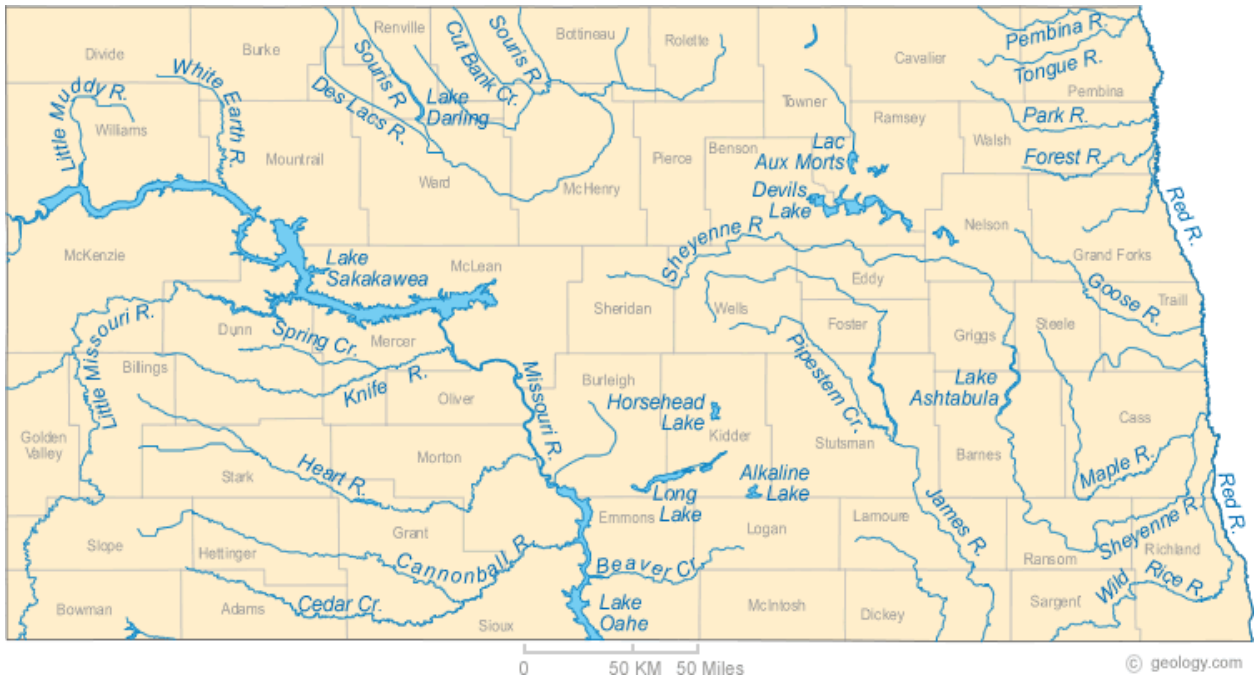 Divide
Burke
Renville
Bottineau
Rolette
Cavalier
Pembina R.
Tongue R.
Pembina
Little Muddy R.
White Earth R.
Souris R
Cut Bank Cr.
Souris R
Des Lacs R.
Lake
Darling
Towner
Ramsey
Walsh
Park R.
Forest R.
Williams
Mountrail
Ward
McHenry
Pierce
Benson
Lac
Aux Morts
Devils
Lake
Nelson
Red R.
McKenzie
Lake
Sakakawea
McLean
Sheyenne R
Grand Forks
Sheridan
Wells
Eddy
Foster
Griggs
Steele
Goose R.
Traill
Little Missouri R.
Dunn
Spring Cr.
Mercer
Billings
Knife R.
Oliver
Missouri R.
Burleigh
Pipestem Cr.
Lake
Ashtabula
Horsehead
Lake
Kidder
Stutsman
Cass
Golden
Valley
Stark
Heart R.
Morton
Barnes
Maple R.
Alkaline
Lake
Long
Lake
James R.
Red R.
Slope
Hettinger
Grant
Cannonball R.
Emmons
Logan
Lamoure
Ransom
Sheyenne R.
Richland
Beaver Cr.
Bowman
Adams
Cedar Cr.
Sioux
Lake
Oahe
McIntosh
Dickey
Sargent
Wild Rice R.
0 50 KM 50 Miles
© geology.com